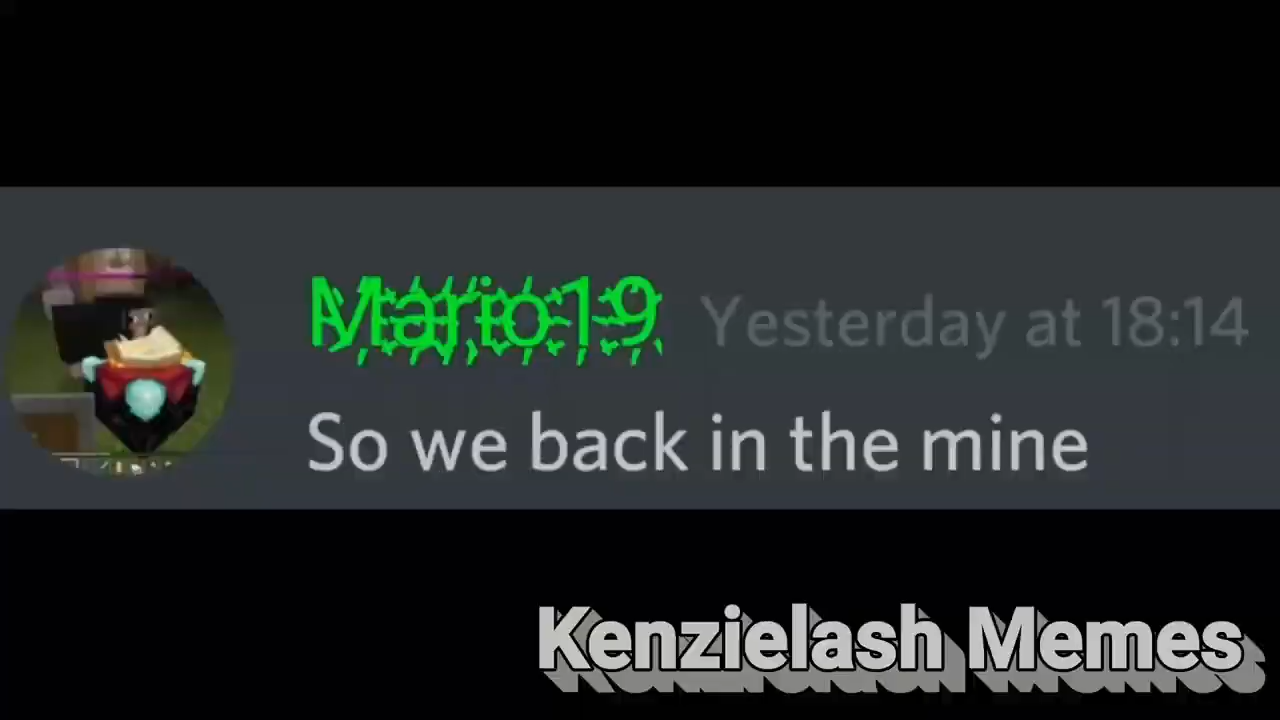 Mario19 Yesterday at 18:14
So we back in the mine
Kenzielash Memes